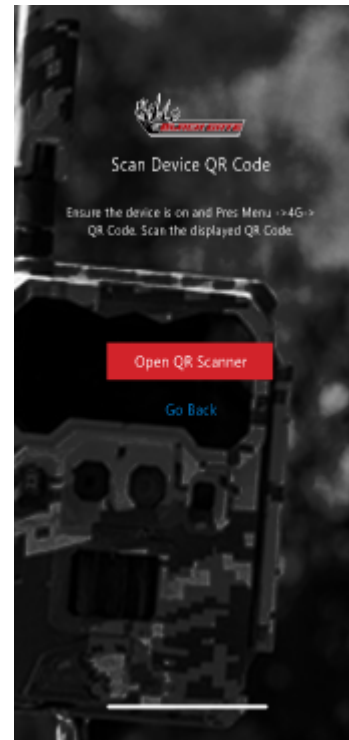 Scan Device QR Code
Ensure the device is on and Pres Menu ->4G->
QR Code. Scan the displayed QR Code.
Open QR Scanner
Go Back